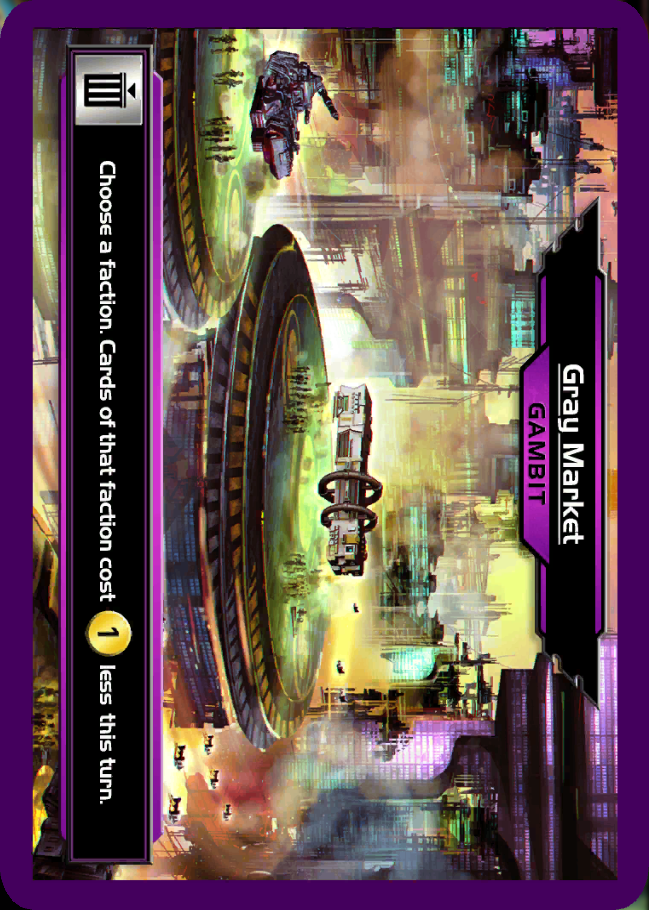 Gray Market
GAMBIT
Choose a faction. Cards of that faction cost 1 less this turn.